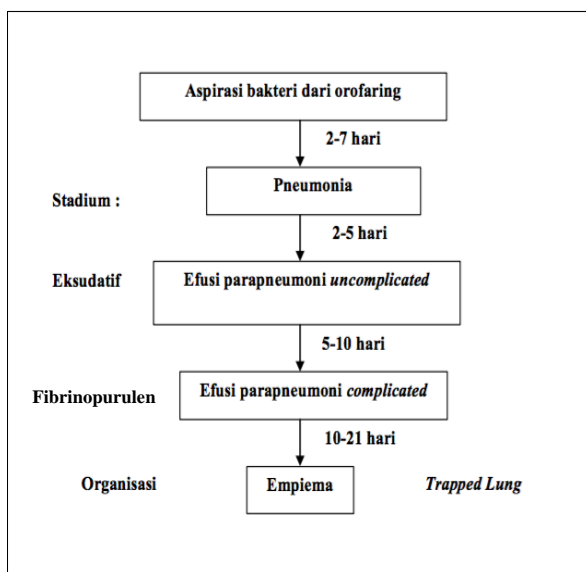 Aspirasi bakteri dari orofaring
2-7 hari
Pneumonia
Stadium :
2-5 hari
Eksudatif
Efusi parapneumoni uncomplicated
5-10 hari
Fibrinopurulen
Efusi parapneumoni complicated
10-21 hari
Organisasi
Empiema
Trapped Lung